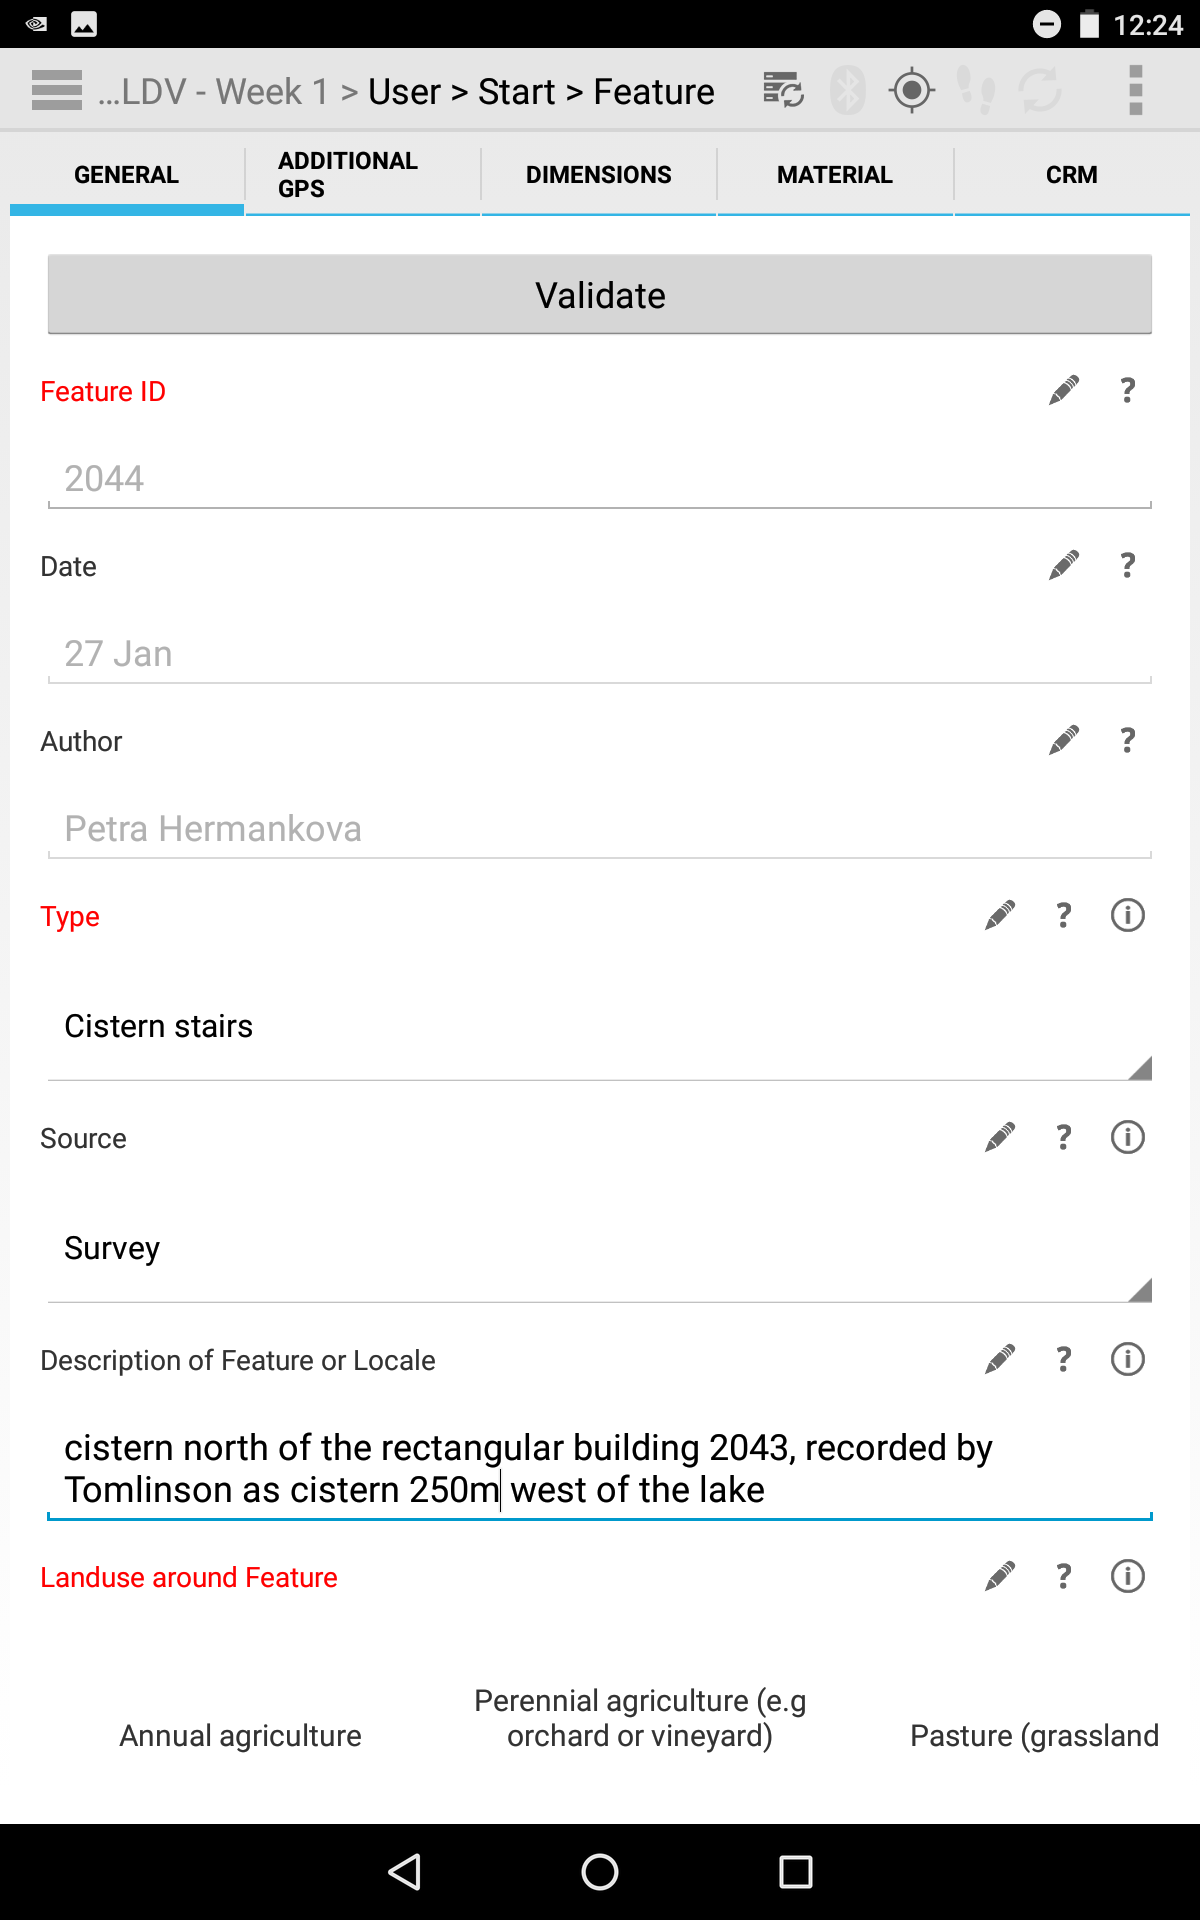 12:24
...LDV - Week 1 > User > Start > Feature
GENERAL
ADDITIONAL
GPS
DIMENSIONS
MATERIAL
CRM
Validate
Feature ID
?
2044
Date
?
27 Jan
Author
?
Petra Hermankova
Type
?
Cistern stairs
Source
?
Survey
Description of Feature or Locale
?
cistern north of the rectangular building 2043, recorded by
Tomlinson as cistern 250m west of the lake
Landuse around Feature
?
Annual agriculture
Perennial agriculture (e.g
orchard or vineyard)
Pasture (grassland